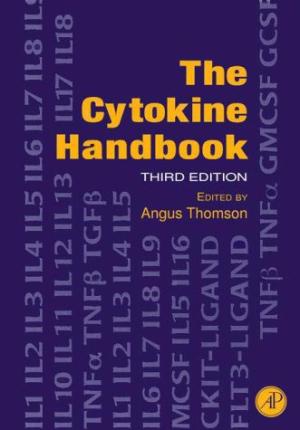 The
Cytokine
Handbook
THIRD EDITION
EDITED BY
Angus Thomson
IL1 IL2 IL3 IL4 IL5 IL6 IL7 IL8 IL9
IL10 IL11 IL12 IL13 IL17 IL18
TNFα TNFβ TGFβ
IL1 IL2 IL3 IL4 IL5
IL6 IL7 IL8 IL9
MCSF IL15 IL16
CKIT-LIGAND
FLT3-LIGAND
TNFβ TNFα GMCSF GCSF
AP